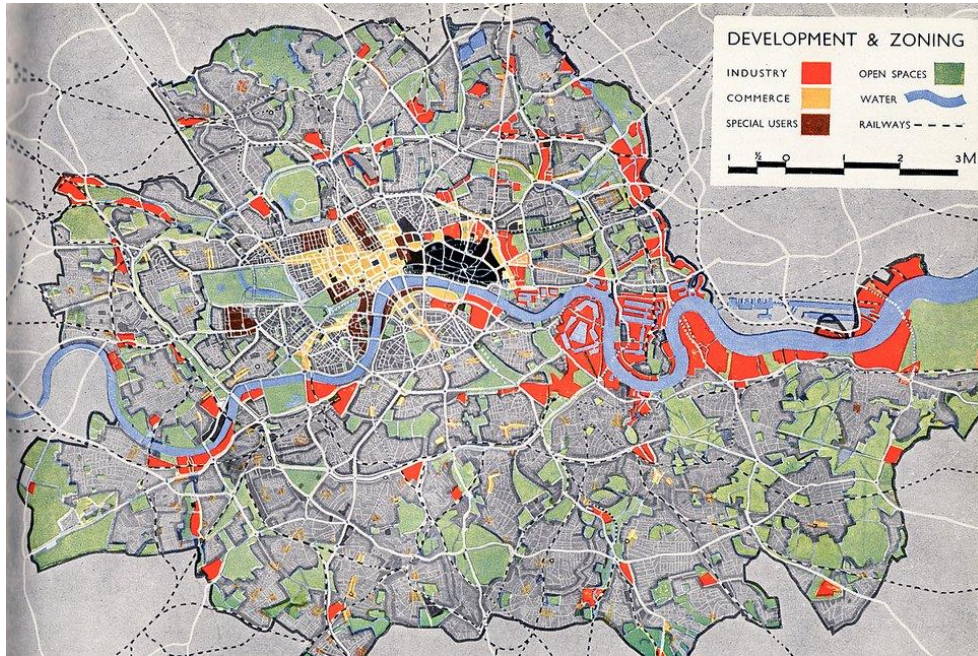 DEVELOPMENT & ZONING
INDUSTRY
OPEN SPACES
COMMERCE
WATER
SPECIAL USERS
RAILWAYS
1 ½ 0 1 2 3M